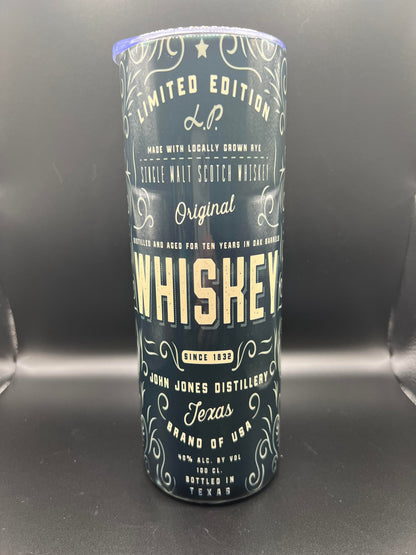 LIMITED EDITION
L.P.
MADE WITH LOCALLY GROWN RYE
SINGLE MALT SCOTCH WHISKEY
Original
DISTILLED AND AGED FOR TEN YEARS IN OAK BARRELS
WHISKEY
SINCE 1832
JOHN JONES DISTILLERY
Texas
BRAND OF USA
40% ALC. BY VOL
100 CL.
BOTTLED IN
TEXAS